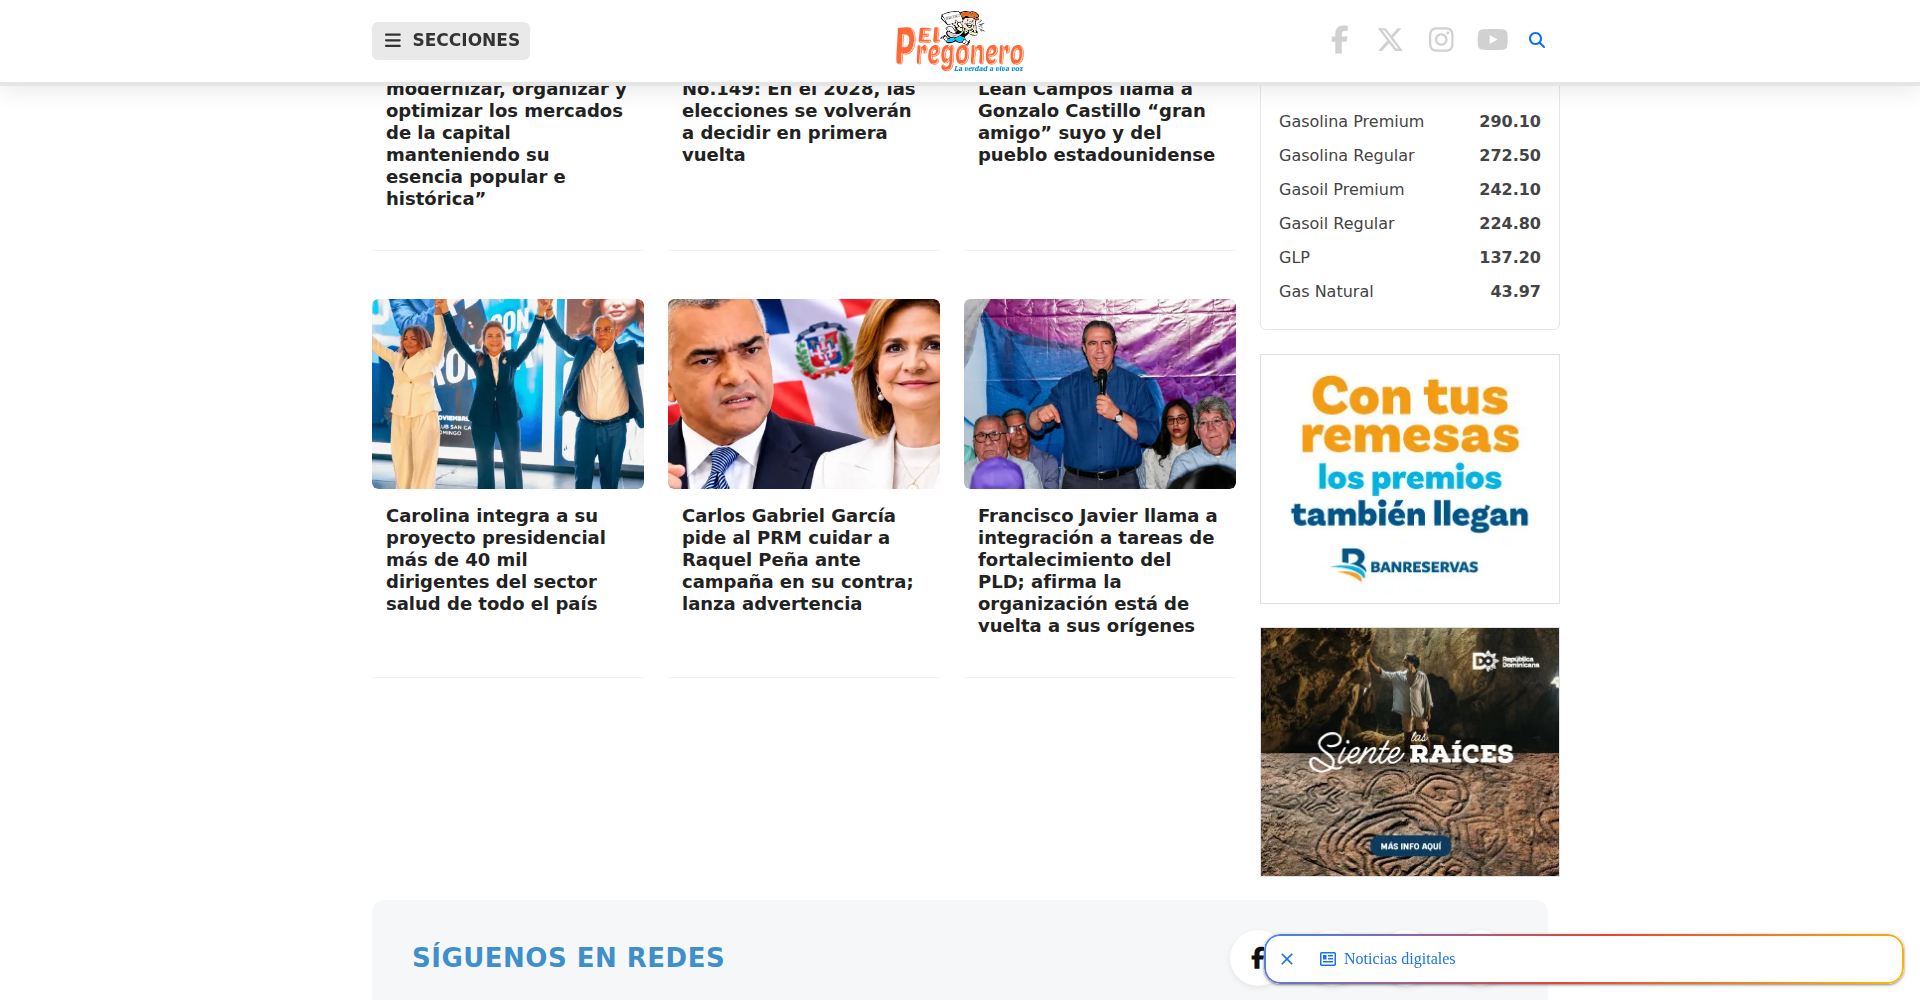 SECCIONES
El Pregonero
La verdad a viva voz
modernizar, organizar y
optimizar los mercados
de la capital
manteniendo su
esencia popular e
histórica”
No.149: En el 2028, las
elecciones se volverán
a decidir en primera
vuelta
Leah Campos llama a
Gonzalo Castillo “gran
amigo” suyo y del
pueblo estadounidense
Gasolina Premium 290.10
Gasolina Regular 272.50
Gasoil Premium 242.10
Gasoil Regular 224.80
GLP 137.20
Gas Natural 43.97
Carolina integra a su
proyecto presidencial
más de 40 mil
dirigentes del sector
salud de todo el país
Carlos Gabriel García
pide al PRM cuidar a
Raquel Peña ante
campaña en su contra;
lanza advertencia
Francisco Javier llama a
integración a tareas de
fortalecimiento del
PLD; afirma la
organización está de
vuelta a sus orígenes
Con tus
remesas
los premios
también llegan
BANRESERVAS
República
Dominicana
Siente las RAÍCES
MÁS INFO AQUÍ
SÍGUENOS EN REDES
Noticias digitales